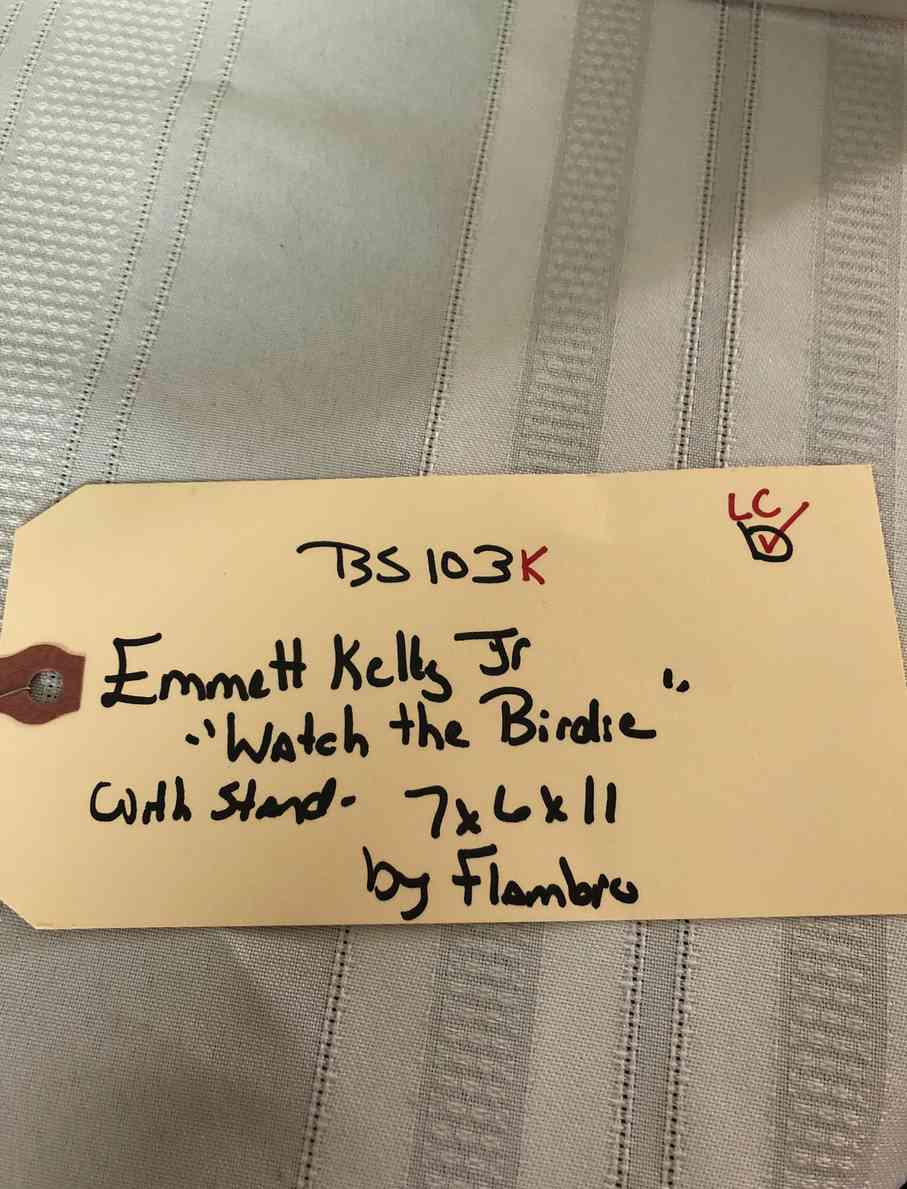 LC
BS103K
Emmett Kelly Jr
"Watch the Birdie"
With Stand. 7x6x11
by Flambro